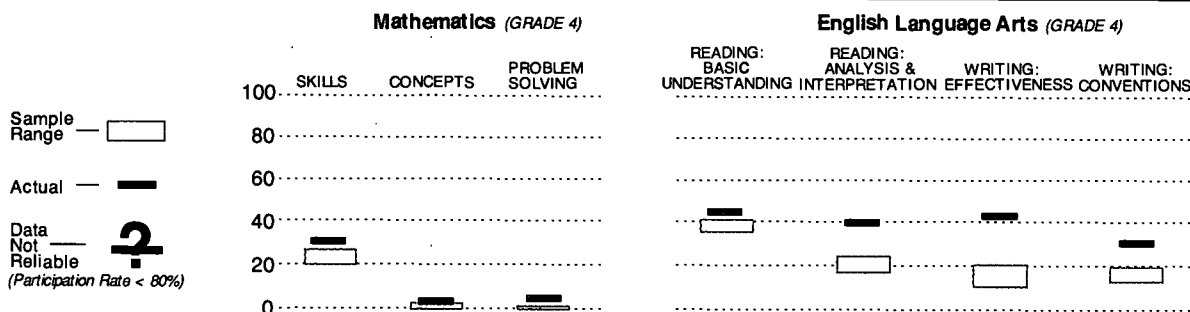 Mathematics (GRADE 4)
English Language Arts (GRADE 4)
SKILLS
CONCEPTS
PROBLEM
SOLVING
READING:
BASIC
UNDERSTANDING
READING:
ANALYSIS &
INTERPRETATION
WRITING:
EFFECTIVENESS
WRITING:
CONVENTIONS
100
80
60
40
20
0
Sample
Range
Actual
Data
Not
Reliable
?
(Participation Rate < 80%)